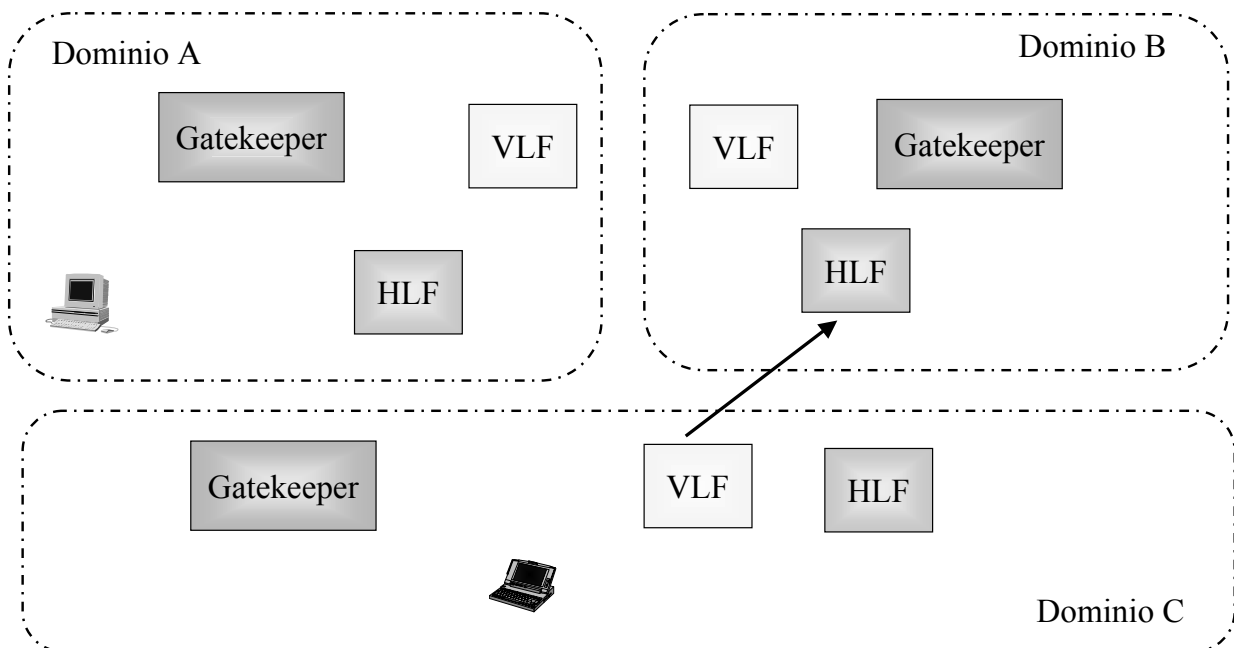 Dominio A
Gatekeeper
VLF
HLF
Dominio B
VLF
Gatekeeper
HLF
Gatekeeper
VLF
HLF
Dominio C